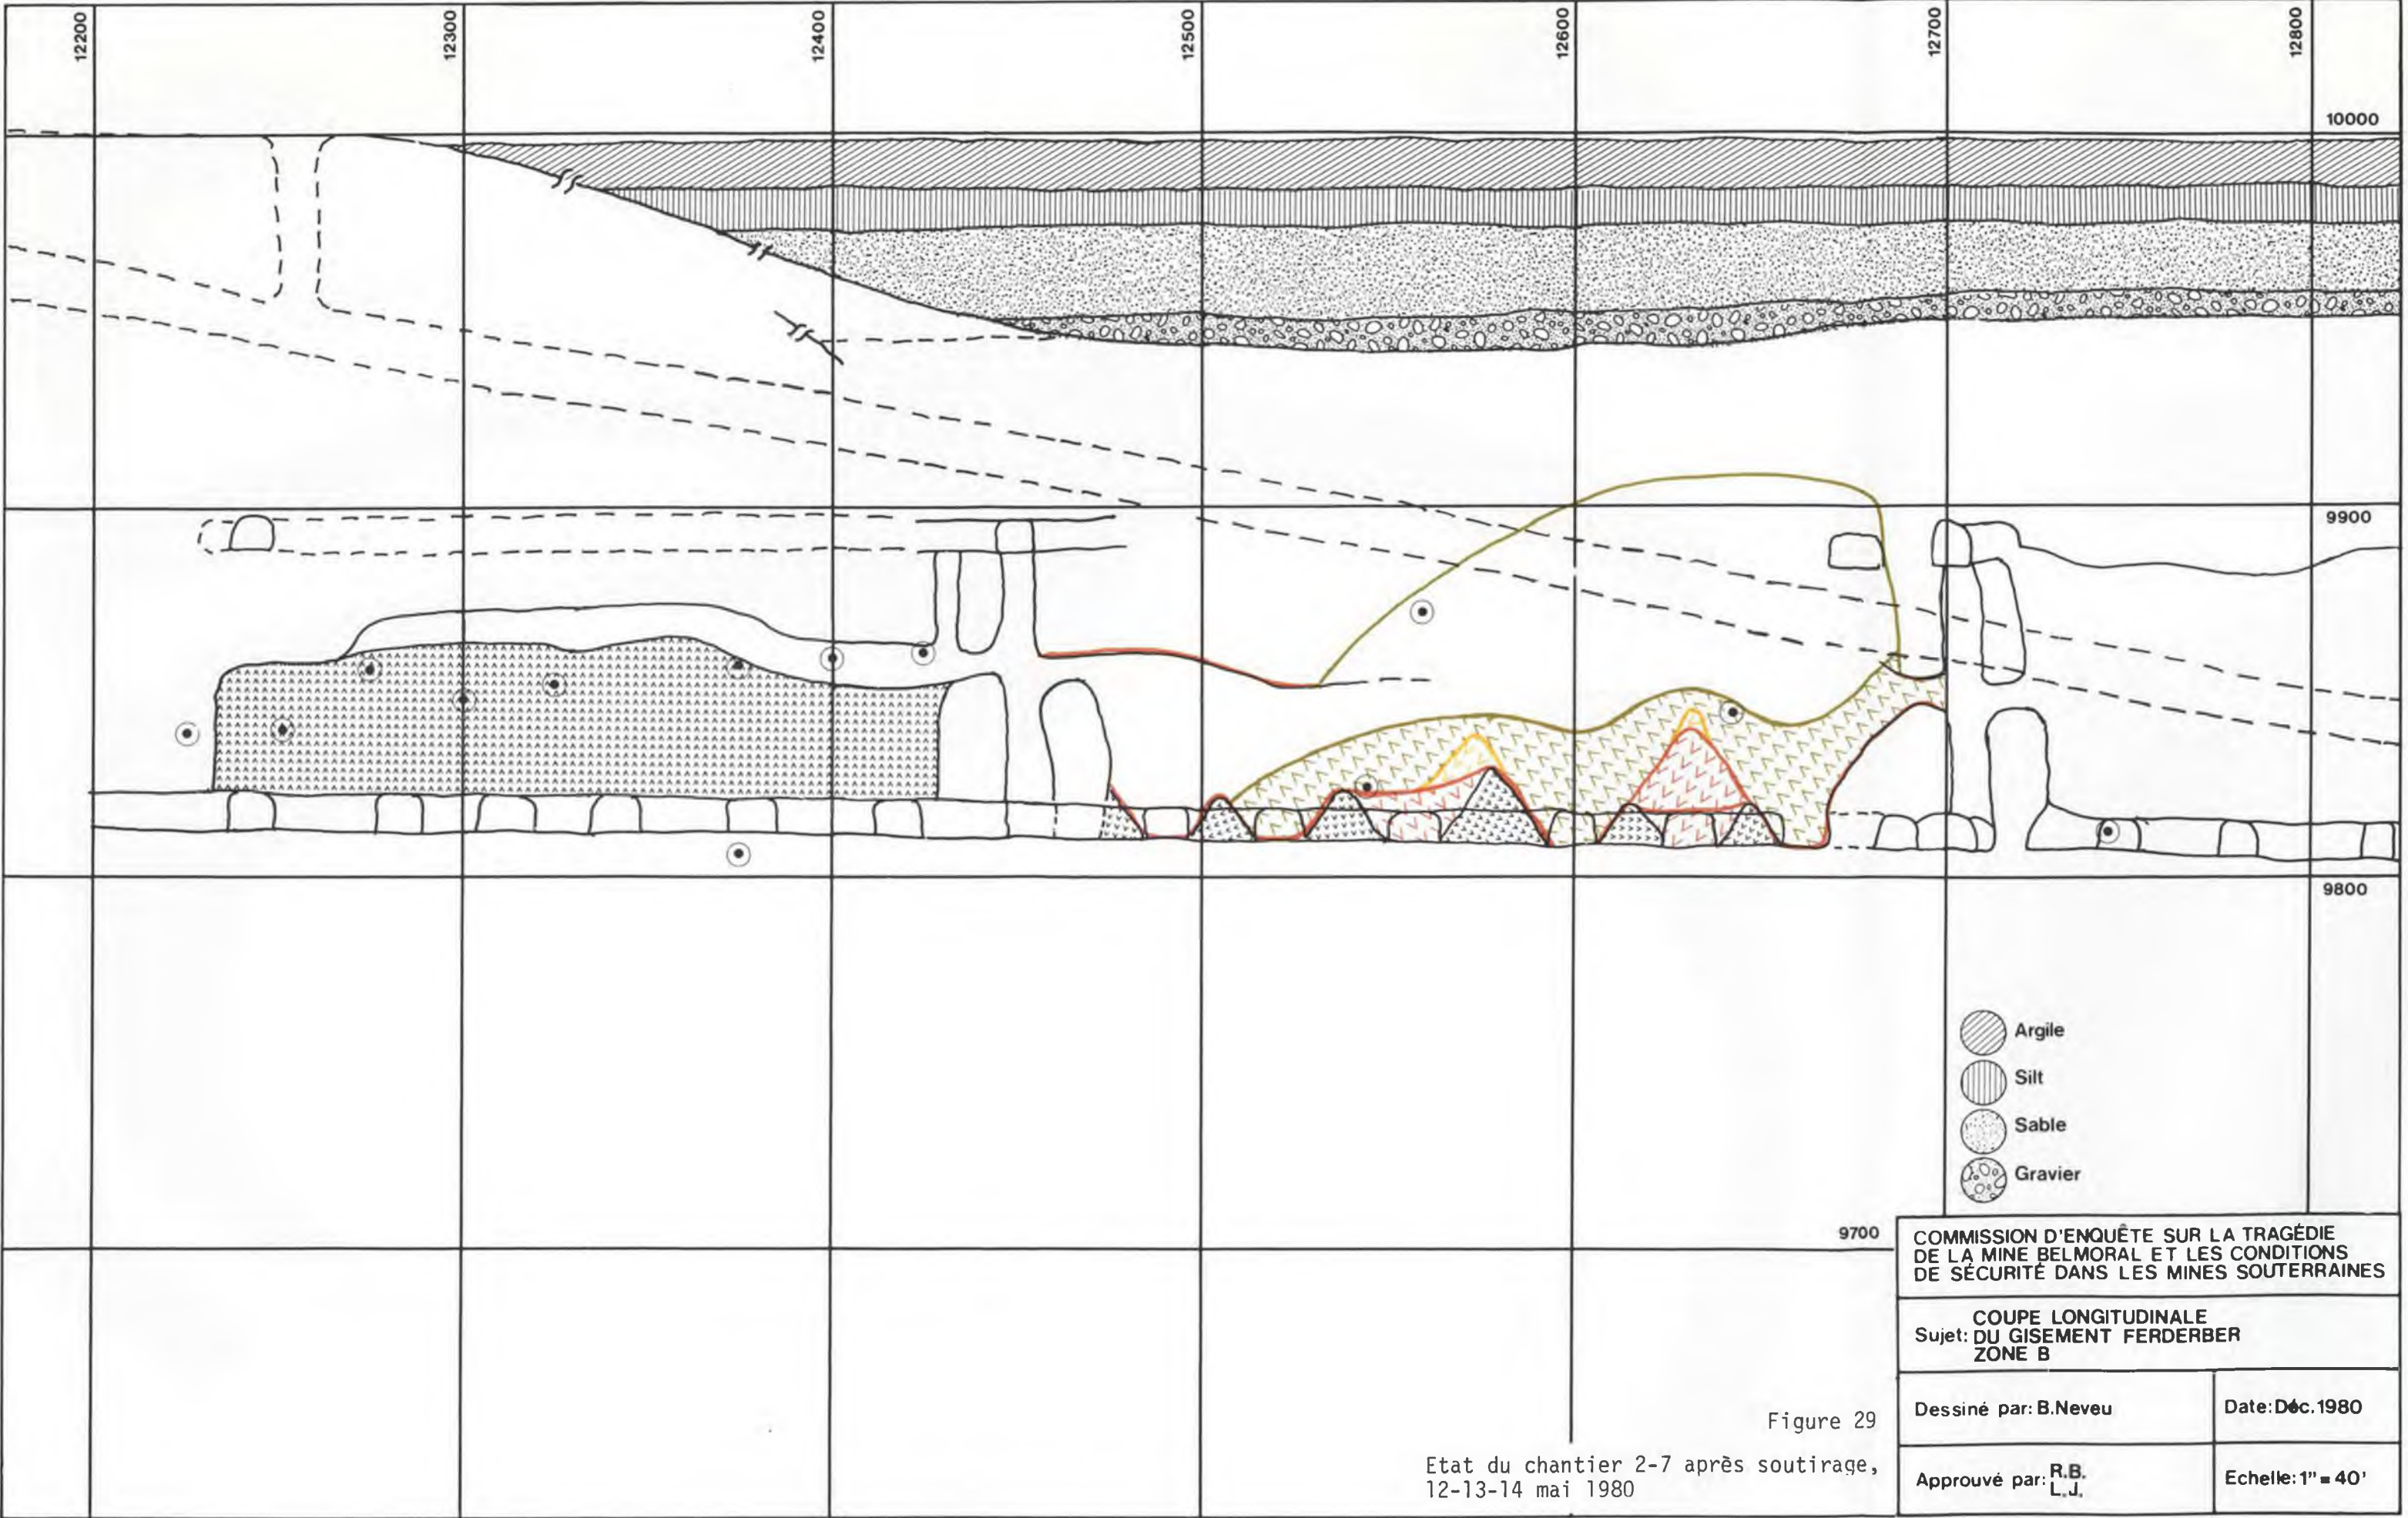 12200
12300
12400
12500
12600
12700
12800
10000
9900
9800
Argile
Silt
Sable
Gravier
9700
COMMISSION D'ENQUÊTE SUR LA TRAGÉDIE
DE LA MINE BELMORAL ET LES CONDITIONS
DE SÉCURITÉ DANS LES MINES SOUTERRAINES
Sujet: COUPE LONGITUDINALE
DU GISEMENT FERDERBER
ZONE B
Dessiné par: B.Neveu
Date: Déc.1980
Approuvé par: R.B.
L.J.
Echelle: 1" = 40'
Figure 29
Etat du chantier 2-7 après soutirage,
12-13-14 mai 1980